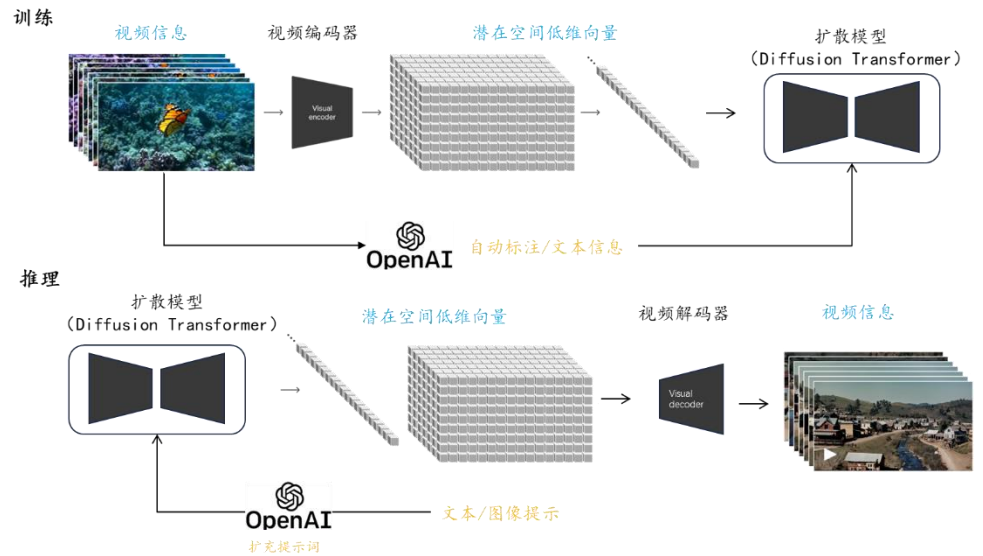 训练
视频信息
视频编码器
潜在空间低维向量
扩散模型
（Diffusion Transformer）
Visual
encoder
OpenAI
自动标注/文本信息
推理
扩散模型
（Diffusion Transformer）
潜在空间低维向量
视频解码器
视频信息
Visual
decoder
OpenAI
文本/图像提示
扩充提示词